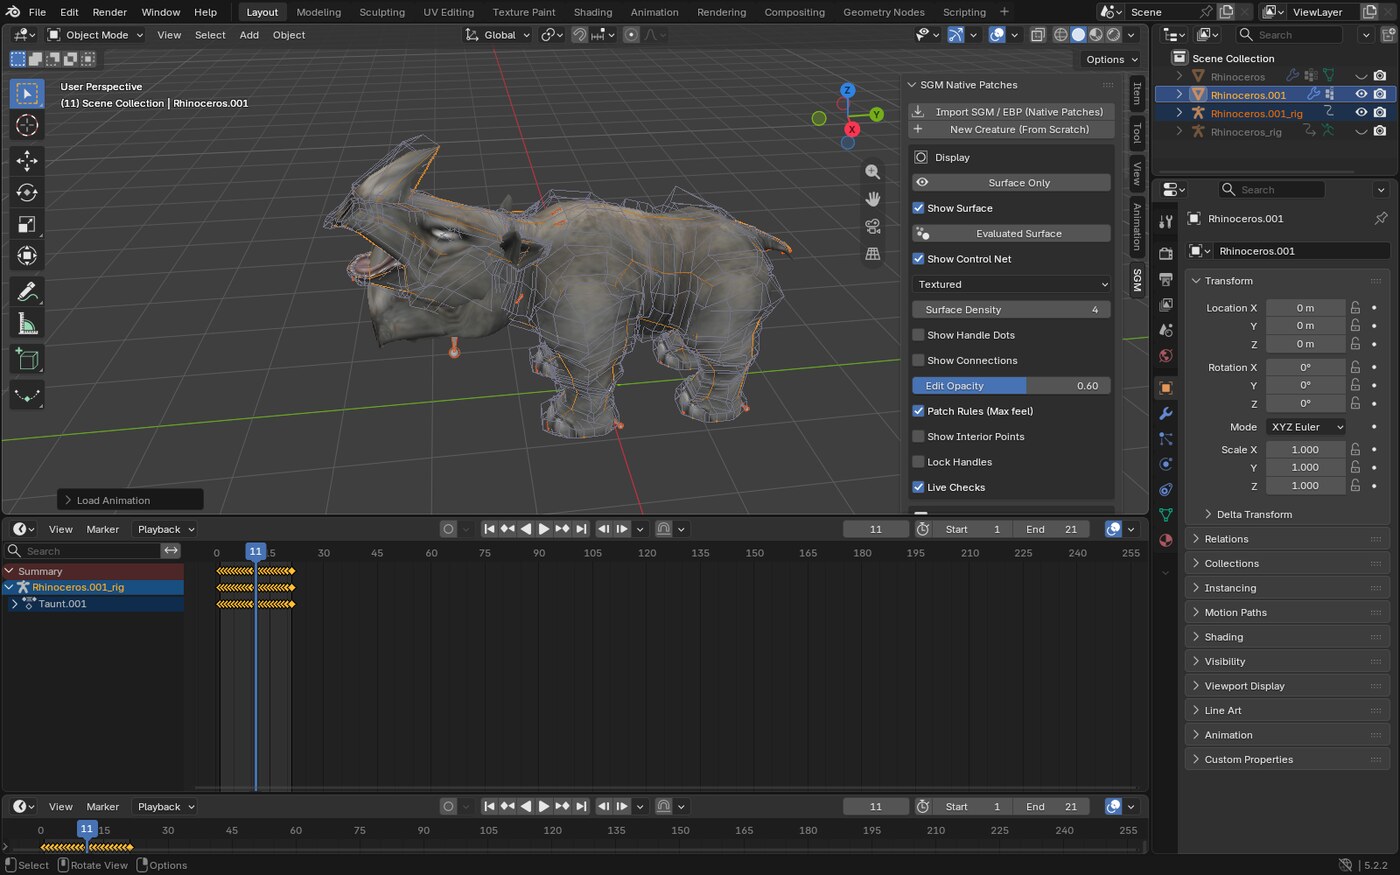 File Edit Render Window Help Layout Modeling Sculpting UV Editing Texture Paint Shading Animation Rendering Compositing Geometry Nodes Scripting + Scene ViewLayer
Object Mode View Select Add Object Global Search
Options
Scene Collection
Rhinoceros
Rhinoceros.001
Rhinoceros.001_rig
Rhinoceros_rig
User Perspective
(11) Scene Collection | Rhinoceros.001
Z
Y
X
Load Animation
SGM Native Patches
Import SGM / EBP (Native Patches)
New Creature (From Scratch)
Display
Surface Only
Show Surface
Evaluated Surface
Show Control Net
Textured
Surface Density 4
Show Handle Dots
Show Connections
Edit Opacity 0.60
Patch Rules (Max feel)
Show Interior Points
Lock Handles
Live Checks
Item
Tool
View
Animation
SGM
Search
Rhinoceros.001
Rhinoceros.001
Transform
Location X 0 m
Y 0 m
Z 0 m
Rotation X 0°
Y 0°
Z 0°
Mode XYZ Euler
Scale X 1.000
Y 1.000
Z 1.000
Delta Transform
Relations
Collections
Instancing
Motion Paths
Shading
Visibility
Viewport Display
Line Art
Animation
Custom Properties
View Marker Playback 11 Start 1 End 21
Search 0 11 15 30 45 60 75 90 105 120 135 150 165 180 195 210 225 240 255
Summary
Rhinoceros.001_rig
Taunt.001
View Marker Playback 11 Start 1 End 21
0 11 15 30 45 60 75 90 105 120 135 150 165 180 195 210 225 240 255
Select Rotate View Options 5.2.2